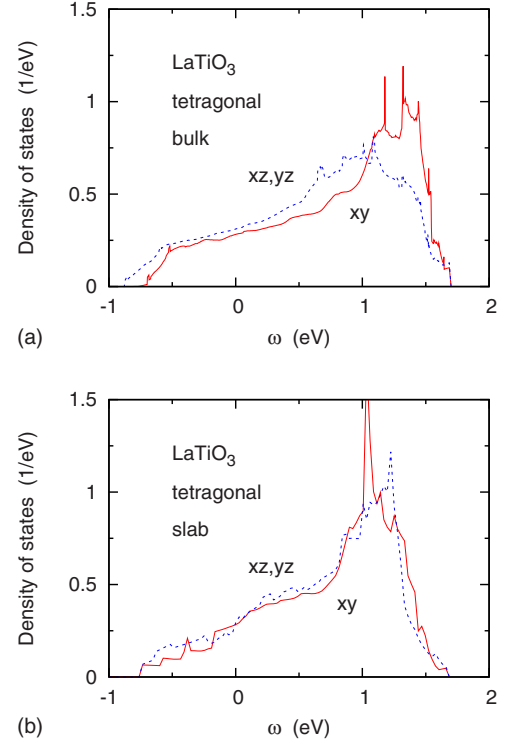 1.5
LaTiO3
tetragonal
bulk
1
xz,yz
0.5
xy
0
-1
0
1
2
Density of states (1/eV)
ω (eV)
(a)
1.5
LaTiO3
tetragonal
slab
1
xz,yz
0.5
xy
0
-1
0
1
2
Density of states (1/eV)
ω (eV)
(b)